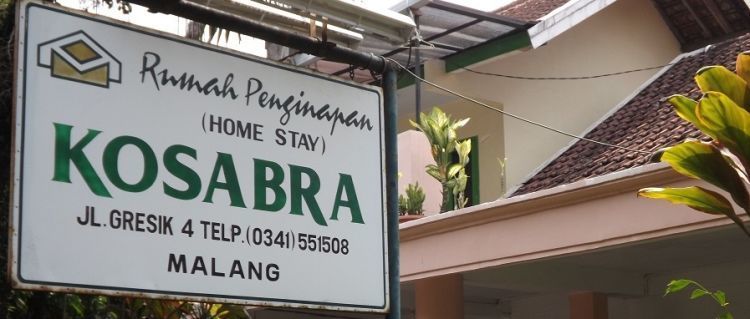 Rumah Penginapan
(HOME STAY)
KOSABRA
JL. GRESIK 4 TELP. (0341) 551508
MALANG